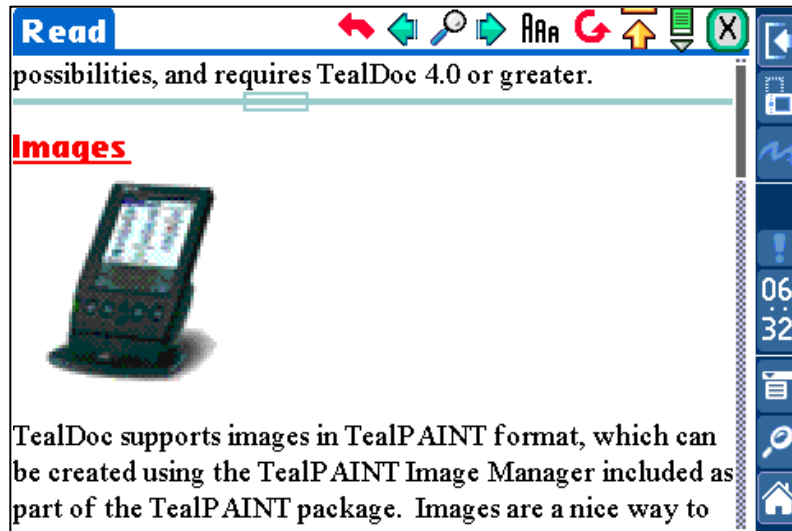 Read
AAA
X
possibilities, and requires TealDoc 4.0 or greater.
Images
TealDoc supports images in TealPAINT format, which can
be created using the TealPAINT Image Manager included as
part of the TealPAINT package. Images are a nice way to
06
32